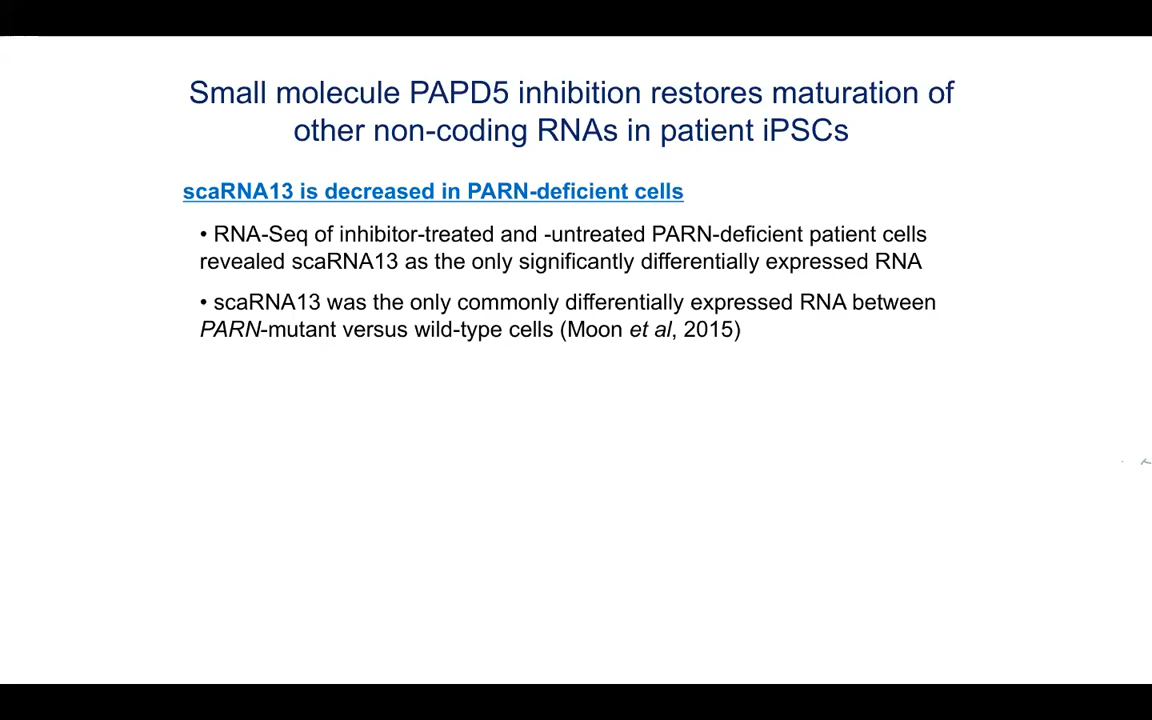 Small molecule PAPD5 inhibition restores maturation of
other non-coding RNAs in patient iPSCs
scaRNA13 is decreased in PARN-deficient cells
• RNA-Seq of inhibitor-treated and -untreated PARN-deficient patient cells
revealed scaRNA13 as the only significantly differentially expressed RNA
• scaRNA13 was the only commonly differentially expressed RNA between
PARN-mutant versus wild-type cells (Moon et al, 2015)